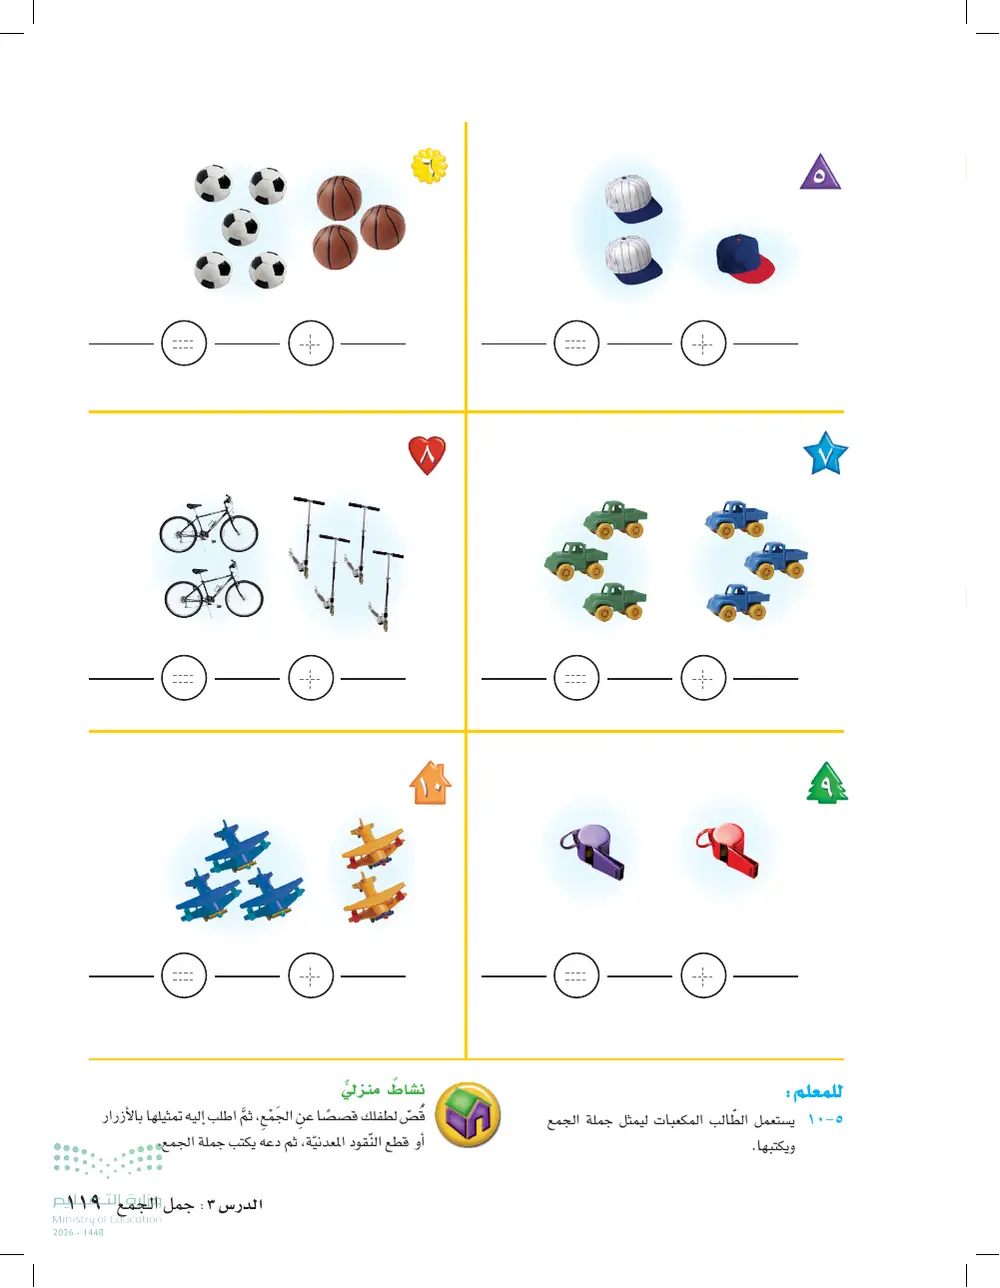 ٥
٦
+ =
+ =
٧
٨
+ =
+ =
٩
١٠
+ =
+ =
للمعلم:
٥-١٠ يستعمل الطّالب المكعبات ليمثل جملة الجمع
ويكتبها.
نشاطٌ منزليٌّ
قُصّ لطفلك قصصًا عنِ الجَمْعِ، ثمَّ اطلب إليه تمثيلها بالأزرار
أو قطع النّقود المعدنيّة، ثم دعه يكتب جملة الجمع.
الدرس ٣: جمل الجمع ١١٩
وزارة التعليم
Ministry of Education
2026 - 1448